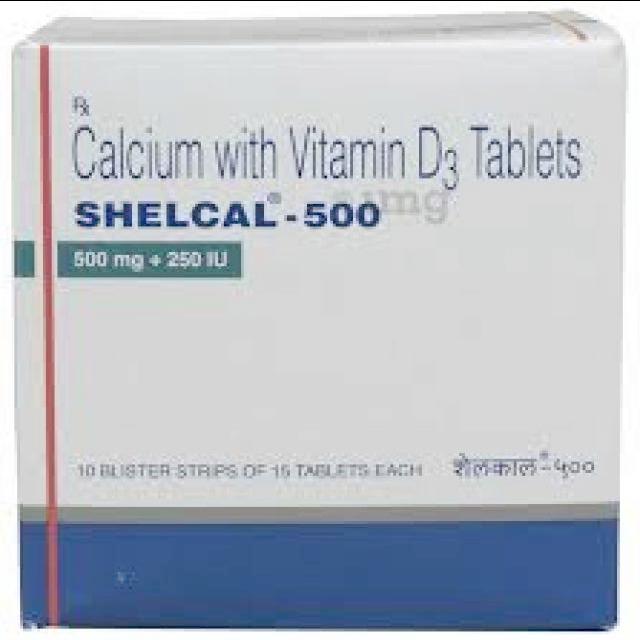 Rx
Calcium with Vitamin D3 Tablets
SHELCAL® - 500
500 mg + 250 IU
10 BLISTER STRIPS OF 15 TABLETS EACH
शेलकाल®-५००